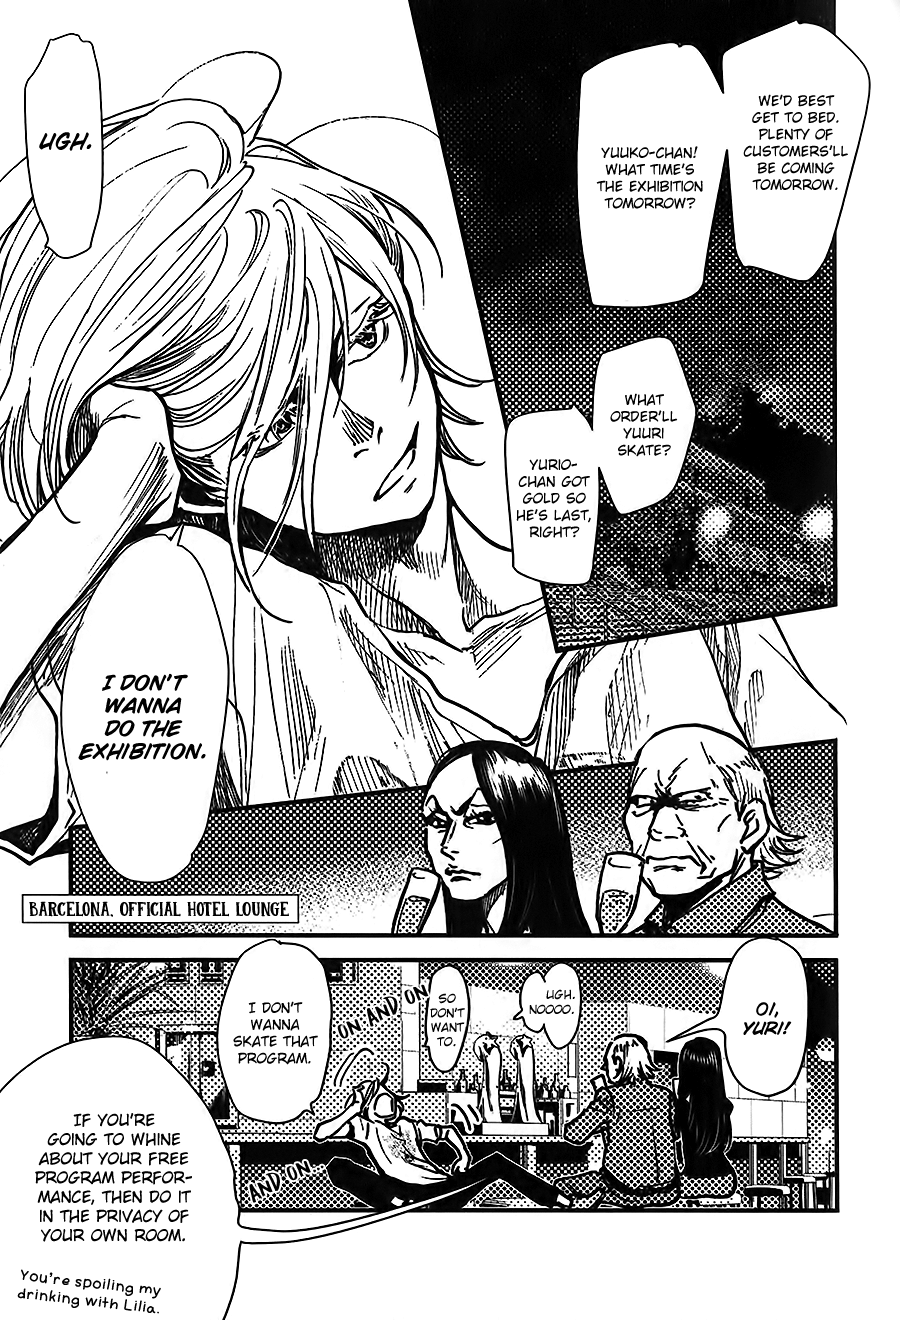 WE'D BEST
GET TO BED.
PLENTY OF
CUSTOMERS'LL
BE COMING
TOMORROW.
YUUKO-CHAN!
WHAT TIME'S
THE EXHIBITION
TOMORROW?
WHAT
ORDER'LL
YUURI
SKATE?
YURIO-
CHAN GOT
GOLD SO
HE'S LAST,
RIGHT?
UGH.
I DON'T
WANNA
DO THE
EXHIBITION.
BARCELONA, OFFICIAL HOTEL LOUNGE
OI,
YURI!
UGH.
NOOOO.
SO
DON'T
WANT
TO.
ON AND ON
I DON'T
WANNA
SKATE THAT
PROGRAM.
AND ON...
IF YOU'RE
GOING TO WHINE
ABOUT YOUR FREE
PROGRAM PERFOR-
MANCE, THEN DO IT
IN THE PRIVACY OF
YOUR OWN ROOM.
You're spoiling my
drinking with Lilia.